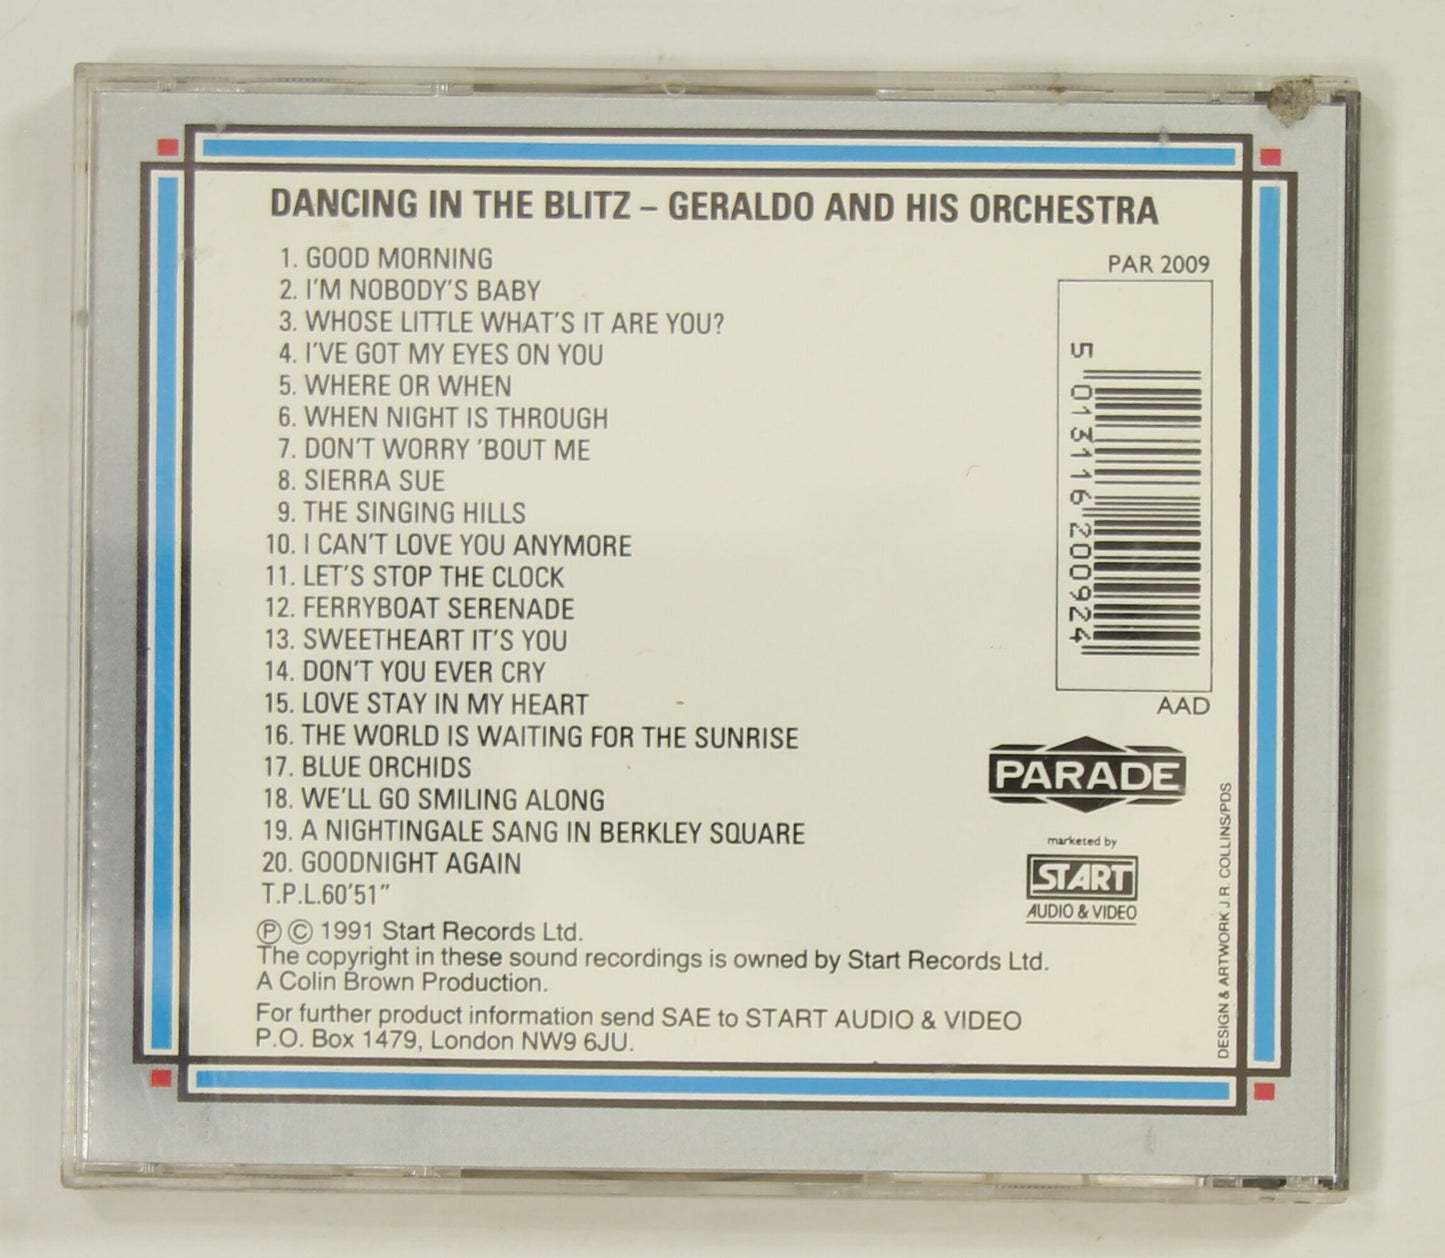 DANCING IN THE BLITZ – GERALDO AND HIS ORCHESTRA
1. GOOD MORNING
2. I'M NOBODY'S BABY
3. WHOSE LITTLE WHAT'S IT ARE YOU?
4. I'VE GOT MY EYES ON YOU
5. WHERE OR WHEN
6. WHEN NIGHT IS THROUGH
7. DON'T WORRY 'BOUT ME
8. SIERRA SUE
9. THE SINGING HILLS
10. I CAN'T LOVE YOU ANYMORE
11. LET'S STOP THE CLOCK
12. FERRYBOAT SERENADE
13. SWEETHEART IT'S YOU
14. DON'T YOU EVER CRY
15. LOVE STAY IN MY HEART
16. THE WORLD IS WAITING FOR THE SUNRISE
17. BLUE ORCHIDS
18. WE'LL GO SMILING ALONG
19. A NIGHTINGALE SANG IN BERKLEY SQUARE
20. GOODNIGHT AGAIN
T.P.L.60'51"
Ⓟ © 1991 Start Records Ltd.
The copyright in these sound recordings is owned by Start Records Ltd.
A Colin Brown Production.
For further product information send SAE to START AUDIO & VIDEO
P.O. Box 1479, London NW9 6JU.
PAR 2009
5 013116 200924
AAD
PARADE
marketed by
START
AUDIO & VIDEO
DESIGN & ARTWORK J.R. COLLINS/PDS